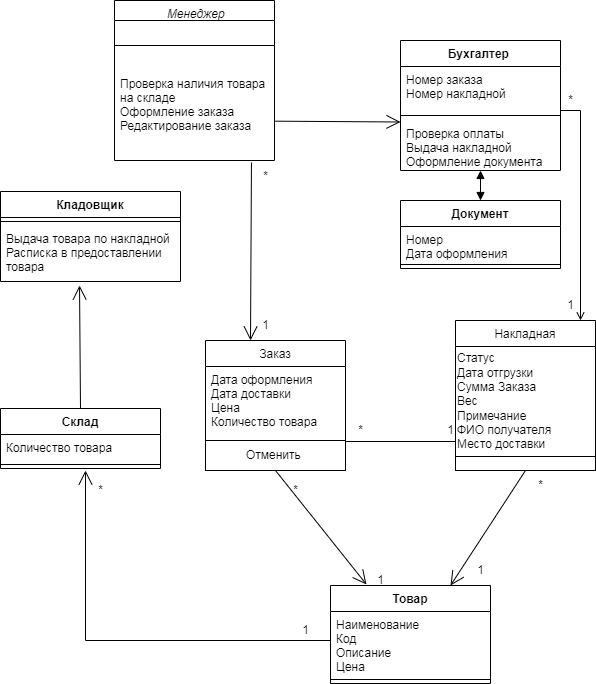 Менеджер
Проверка наличия товара
на складе
Оформление заказа
Редактирование заказа
Бухгалтер
Номер заказа
Номер накладной
Проверка оплаты
Выдача накладной
Оформление документа
*
*
Кладовщик
Выдача товара по накладной
Расписка в предоставлении
товара
Документ
Номер
Дата оформления
1
1
Заказ
Дата оформления
Дата доставки
Цена
Количество товара
Отменить
Накладная
Статус
Дата отгрузки
Сумма Заказа
Вес
Примечание
ФИО получателя
Место доставки
*
1
Склад
Количество товара
*
*
*
1
1
1
Товар
Наименование
Код
Описание
Цена